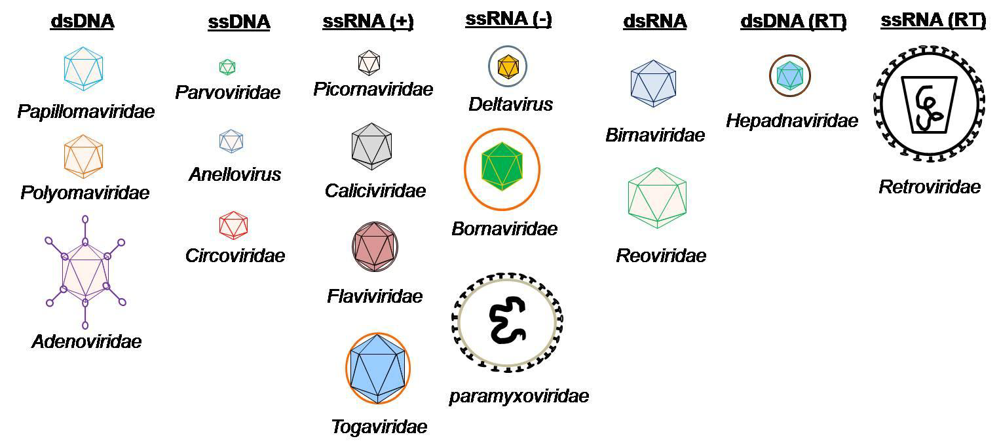 dsDNA
Papillomaviridae
Polyomaviridae
Adenoviridae
ssDNA
Parvoviridae
Anellovirus
Circoviridae
ssRNA (+)
Picornaviridae
Caliciviridae
Flaviviridae
Togaviridae
ssRNA (-)
Deltavirus
Bornaviridae
paramyxoviridae
dsRNA
Birnaviridae
Reoviridae
dsDNA (RT)
Hepadnaviridae
ssRNA (RT)
Retroviridae